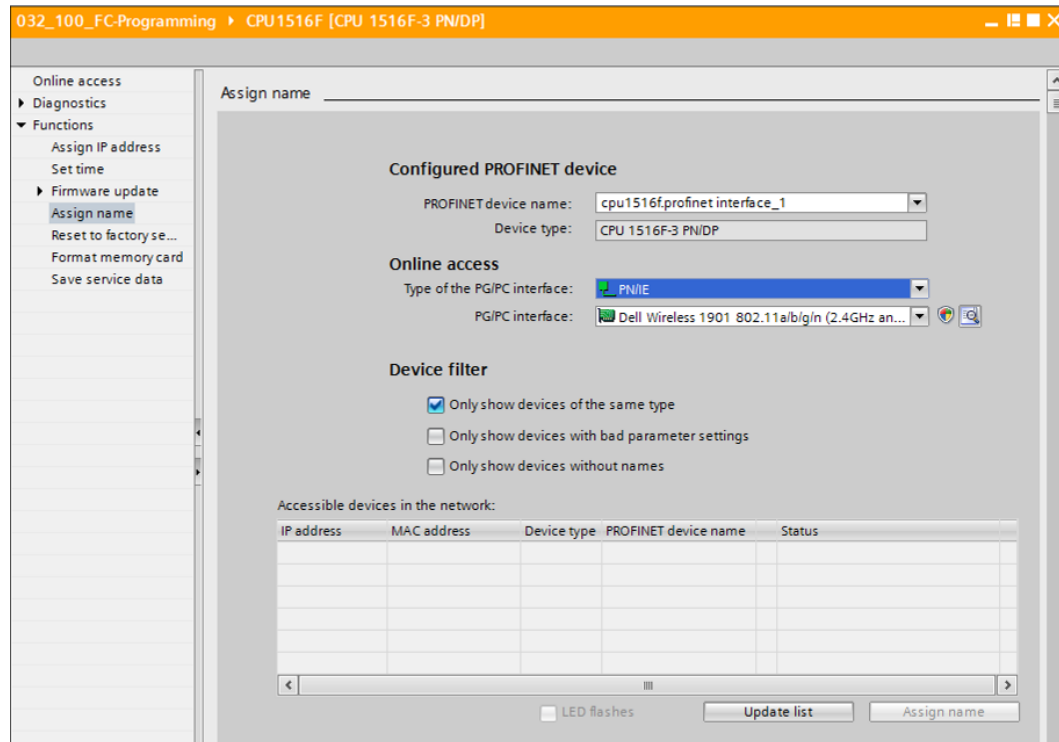 032_100_FC-Programming ▸ CPU1516F [CPU 1516F-3 PN/DP]
Online access
Diagnostics
Functions
Assign IP address
Set time
Firmware update
Assign name
Reset to factory se...
Format memory card
Save service data
Assign name
Configured PROFINET device
PROFINET device name: cpu1516f.profinet interface_1
Device type: CPU 1516F-3 PN/DP
Online access
Type of the PG/PC interface: PN/IE
PG/PC interface: Dell Wireless 1901 802.11a/b/g/n (2.4GHz an...
Device filter
Only show devices of the same type
Only show devices with bad parameter settings
Only show devices without names
Accessible devices in the network:
IP address MAC address Device type PROFINET device name Status
LED flashes Update list Assign name